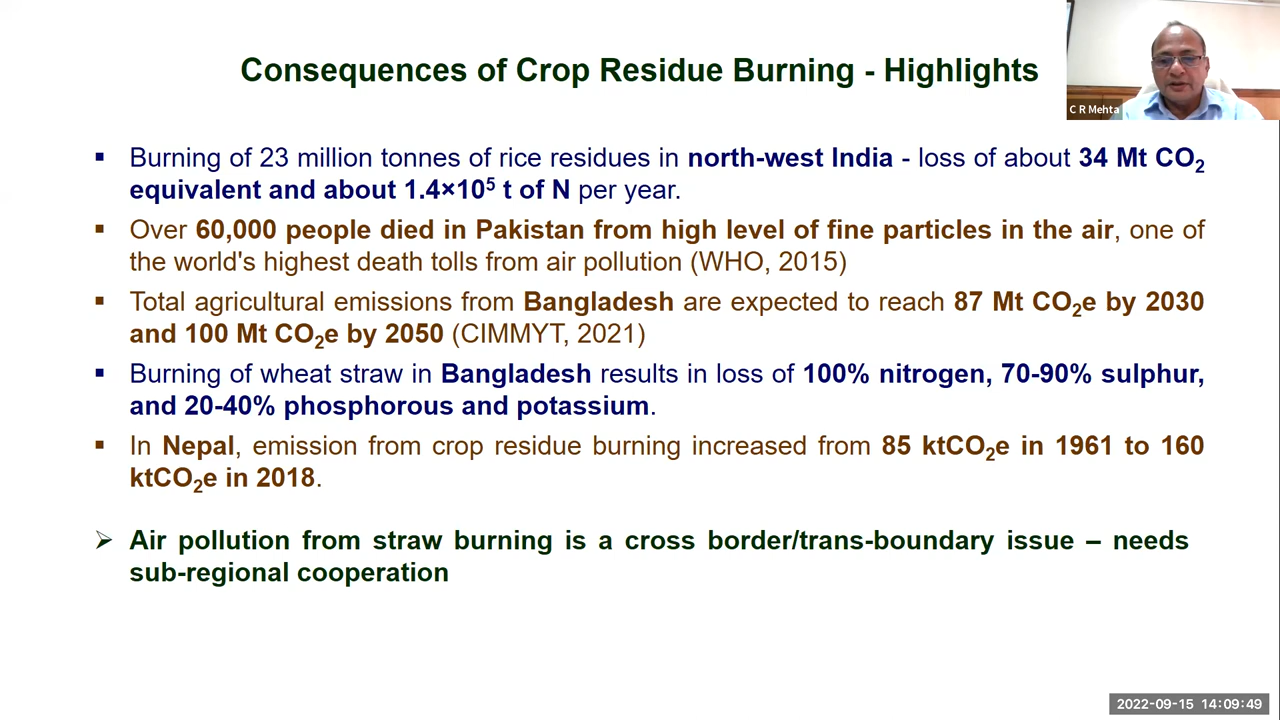 Consequences of Crop Residue Burning - Highlights
C R Mehta
▪ Burning of 23 million tonnes of rice residues in north-west India - loss of about 34 Mt CO₂
equivalent and about 1.4×10⁵ t of N per year.
▪ Over 60,000 people died in Pakistan from high level of fine particles in the air, one of
the world's highest death tolls from air pollution (WHO, 2015)
▪ Total agricultural emissions from Bangladesh are expected to reach 87 Mt CO₂e by 2030
and 100 Mt CO₂e by 2050 (CIMMYT, 2021)
▪ Burning of wheat straw in Bangladesh results in loss of 100% nitrogen, 70-90% sulphur,
and 20-40% phosphorous and potassium.
▪ In Nepal, emission from crop residue burning increased from 85 ktCO₂e in 1961 to 160
ktCO₂e in 2018.
➢ Air pollution from straw burning is a cross border/trans-boundary issue – needs
sub-regional cooperation
2022-09-15 14:09:49